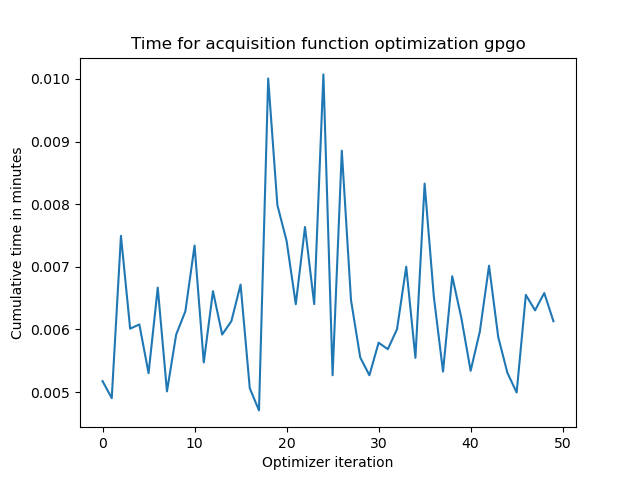 Time for acquisition function optimization gpgo
Cumulative time in minutes
0.010
0.009
0.008
0.007
0.006
0.005
0 10 20 30 40 50
Optimizer iteration